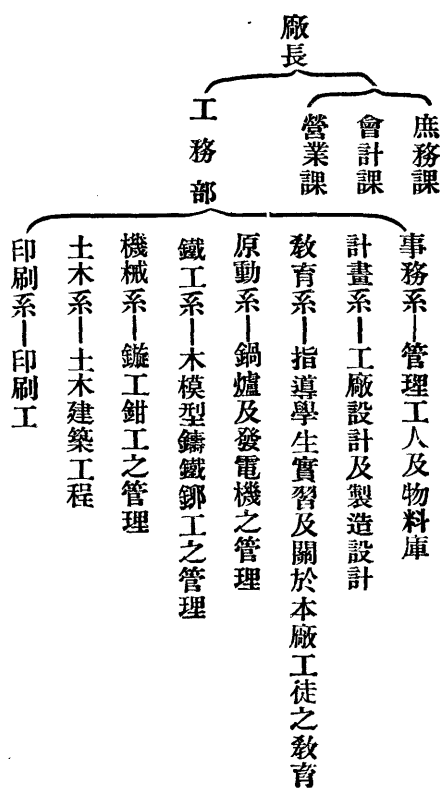 廠長
庶務課
會計課
營業課
工務部
事務系—管理工人及物料庫
計畫系—工廠設計及製造設計
教育系—指導學生實習及關於本廠工徒之教育
原動系—鍋爐及發電機之管理
鐵工系—木模型鑄鐵鉚工之管理
機械系—鏇工鉗工之管理
土木系—土木建築工程
印刷系—印刷工